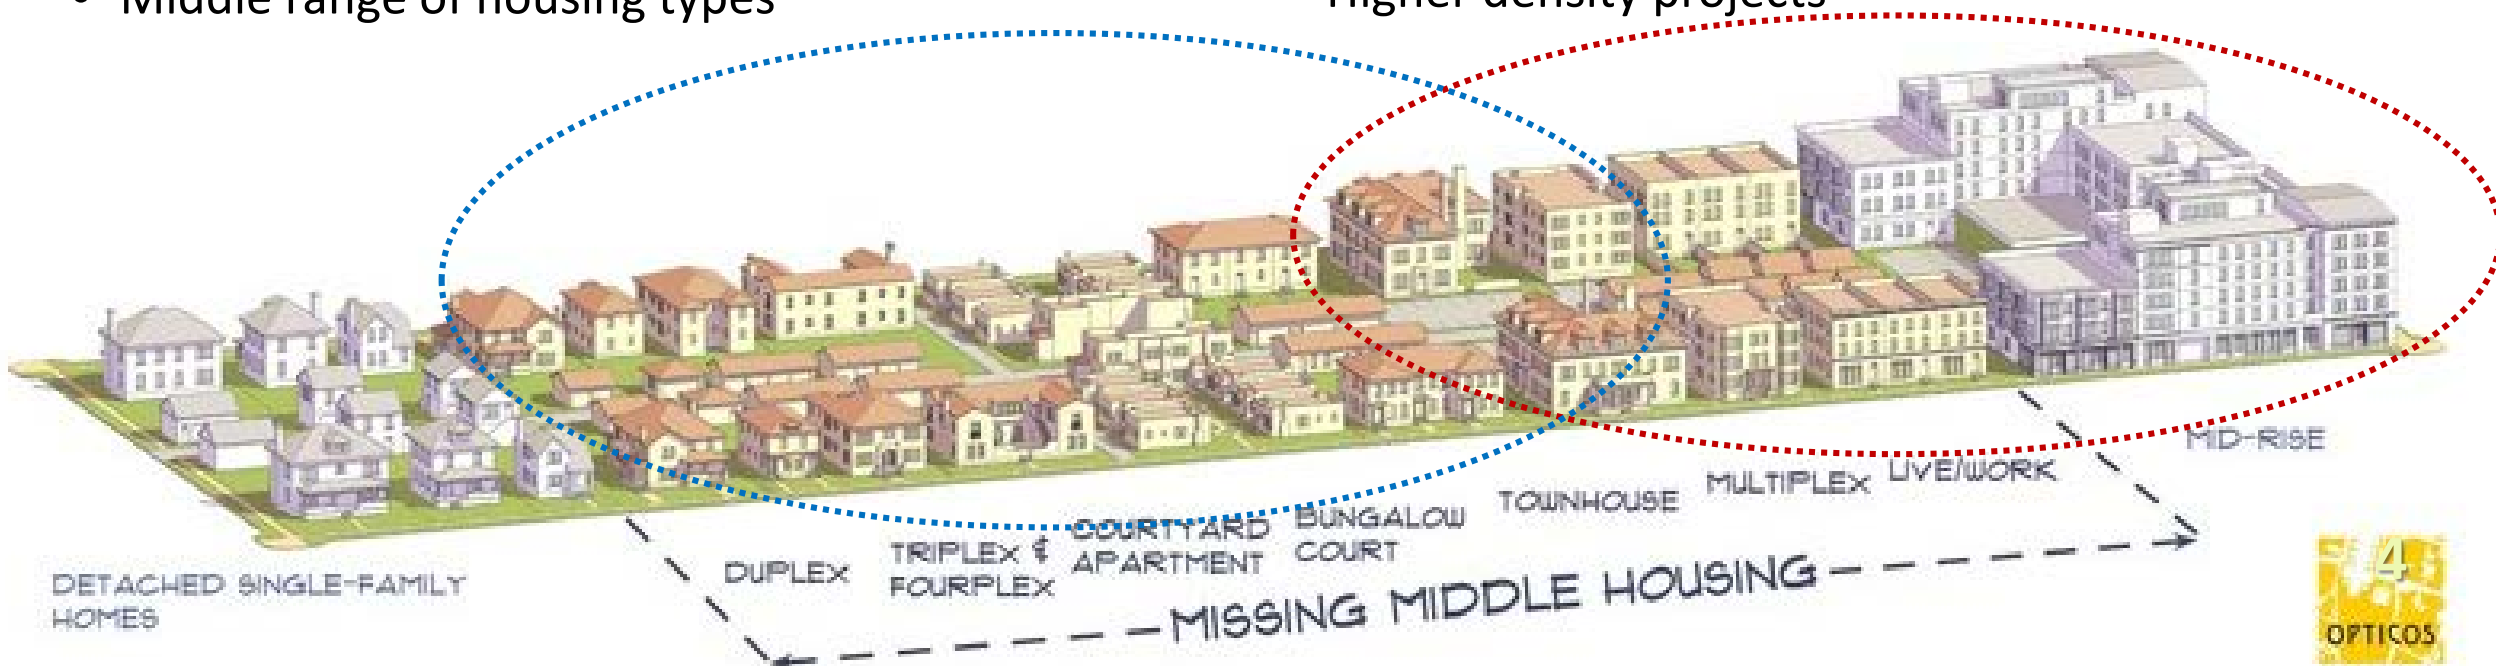 • Middle range of housing types
Higher density projects
MID-RISE
LIVE/WORK
MULTIPLEX
TOWNHOUSE
BUNGALOW
COURT
COURTYARD
APARTMENT
TRIPLEX &
FOURPLEX
DUPLEX
DETACHED SINGLE-FAMILY
HOMES
MISSING MIDDLE HOUSING
4
OPTICOS